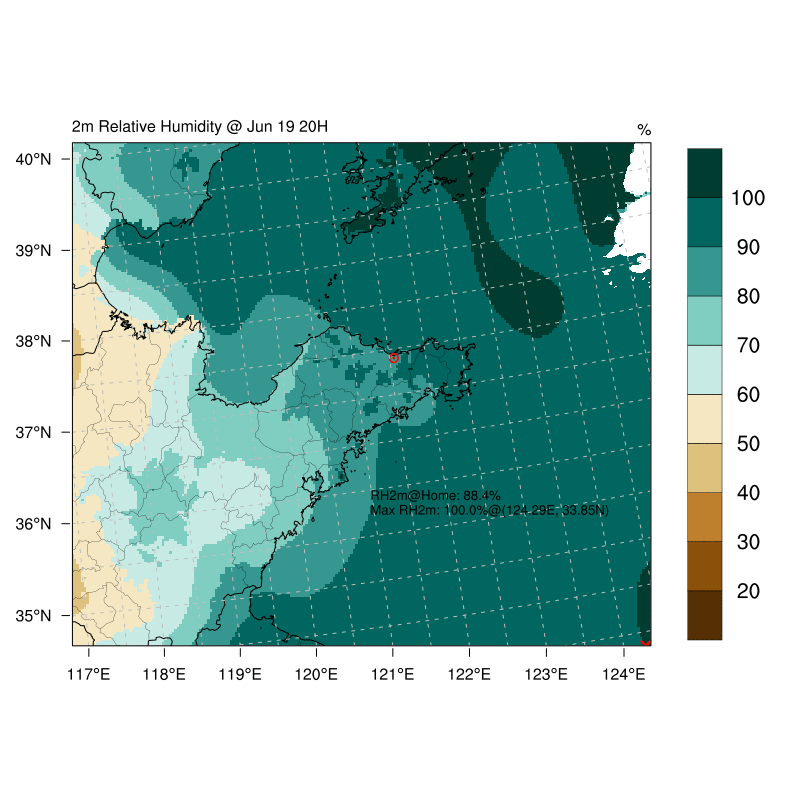 2m Relative Humidity @ Jun 19 20H
%
40°N
39°N
38°N
37°N
36°N
35°N
117°E 118°E 119°E 120°E 121°E 122°E 123°E 124°E
RH2m@Home: 88.4%
Max RH2m: 100.0%@(124.29E, 33.85N)
100
90
80
70
60
50
40
30
20